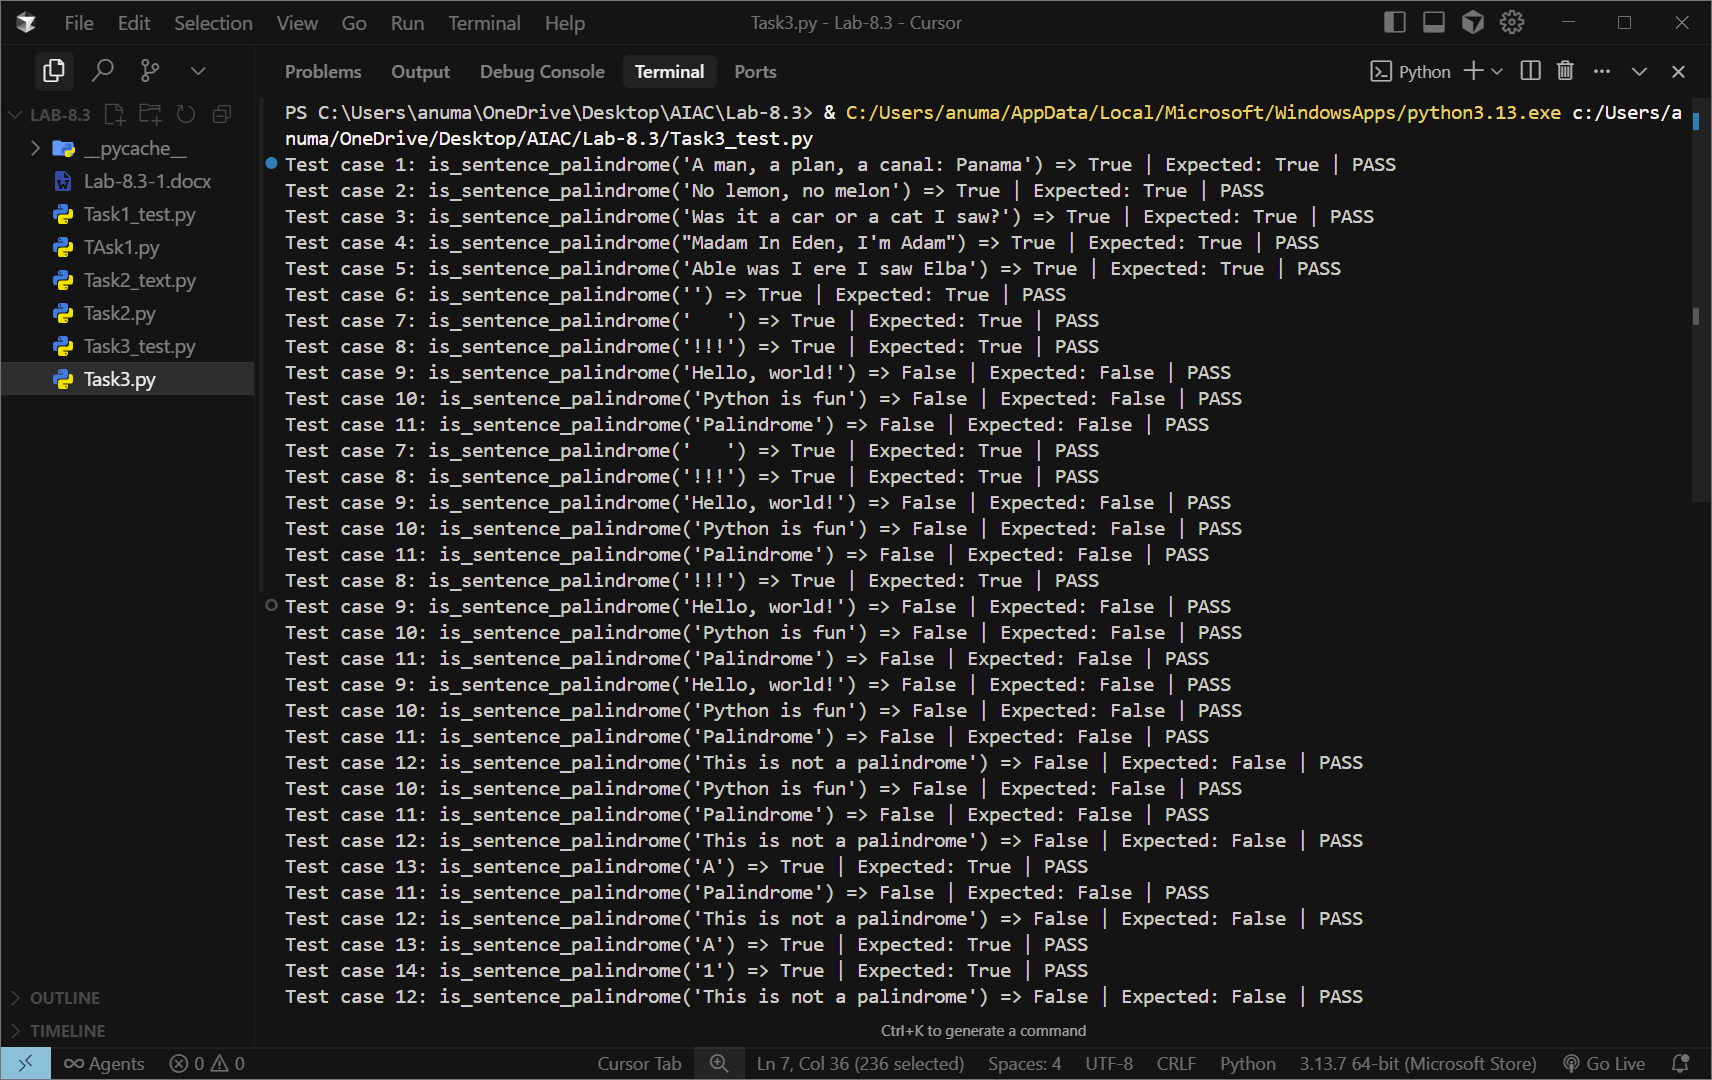 File Edit Selection View Go Run Terminal Help Task3.py - Lab-8.3 - Cursor
Problems Output Debug Console Terminal Ports Python
LAB-8.3
__pycache__
Lab-8.3-1.docx
Task1_test.py
TAsk1.py
Task2_text.py
Task2.py
Task3_test.py
Task3.py
OUTLINE
TIMELINE
PS C:\Users\anuma\OneDrive\Desktop\AIAC\Lab-8.3> & C:/Users/anuma/AppData/Local/Microsoft/WindowsApps/python3.13.exe c:/Users/a
numa/OneDrive/Desktop/AIAC/Lab-8.3/Task3_test.py
Test case 1: is_sentence_palindrome('A man, a plan, a canal: Panama') => True | Expected: True | PASS
Test case 2: is_sentence_palindrome('No lemon, no melon') => True | Expected: True | PASS
Test case 3: is_sentence_palindrome('Was it a car or a cat I saw?') => True | Expected: True | PASS
Test case 4: is_sentence_palindrome("Madam In Eden, I'm Adam") => True | Expected: True | PASS
Test case 5: is_sentence_palindrome('Able was I ere I saw Elba') => True | Expected: True | PASS
Test case 6: is_sentence_palindrome('') => True | Expected: True | PASS
Test case 7: is_sentence_palindrome('   ') => True | Expected: True | PASS
Test case 8: is_sentence_palindrome('!!!') => True | Expected: True | PASS
Test case 9: is_sentence_palindrome('Hello, world!') => False | Expected: False | PASS
Test case 10: is_sentence_palindrome('Python is fun') => False | Expected: False | PASS
Test case 11: is_sentence_palindrome('Palindrome') => False | Expected: False | PASS
Test case 7: is_sentence_palindrome('   ') => True | Expected: True | PASS
Test case 8: is_sentence_palindrome('!!!') => True | Expected: True | PASS
Test case 9: is_sentence_palindrome('Hello, world!') => False | Expected: False | PASS
Test case 10: is_sentence_palindrome('Python is fun') => False | Expected: False | PASS
Test case 11: is_sentence_palindrome('Palindrome') => False | Expected: False | PASS
Test case 8: is_sentence_palindrome('!!!') => True | Expected: True | PASS
Test case 9: is_sentence_palindrome('Hello, world!') => False | Expected: False | PASS
Test case 10: is_sentence_palindrome('Python is fun') => False | Expected: False | PASS
Test case 11: is_sentence_palindrome('Palindrome') => False | Expected: False | PASS
Test case 9: is_sentence_palindrome('Hello, world!') => False | Expected: False | PASS
Test case 10: is_sentence_palindrome('Python is fun') => False | Expected: False | PASS
Test case 11: is_sentence_palindrome('Palindrome') => False | Expected: False | PASS
Test case 12: is_sentence_palindrome('This is not a palindrome') => False | Expected: False | PASS
Test case 10: is_sentence_palindrome('Python is fun') => False | Expected: False | PASS
Test case 11: is_sentence_palindrome('Palindrome') => False | Expected: False | PASS
Test case 12: is_sentence_palindrome('This is not a palindrome') => False | Expected: False | PASS
Test case 13: is_sentence_palindrome('A') => True | Expected: True | PASS
Test case 11: is_sentence_palindrome('Palindrome') => False | Expected: False | PASS
Test case 12: is_sentence_palindrome('This is not a palindrome') => False | Expected: False | PASS
Test case 13: is_sentence_palindrome('A') => True | Expected: True | PASS
Test case 14: is_sentence_palindrome('1') => True | Expected: True | PASS
Test case 12: is_sentence_palindrome('This is not a palindrome') => False | Expected: False | PASS
Ctrl+K to generate a command
Agents 0 0 Cursor Tab Ln 7, Col 36 (236 selected) Spaces: 4 UTF-8 CRLF Python 3.13.7 64-bit (Microsoft Store) Go Live